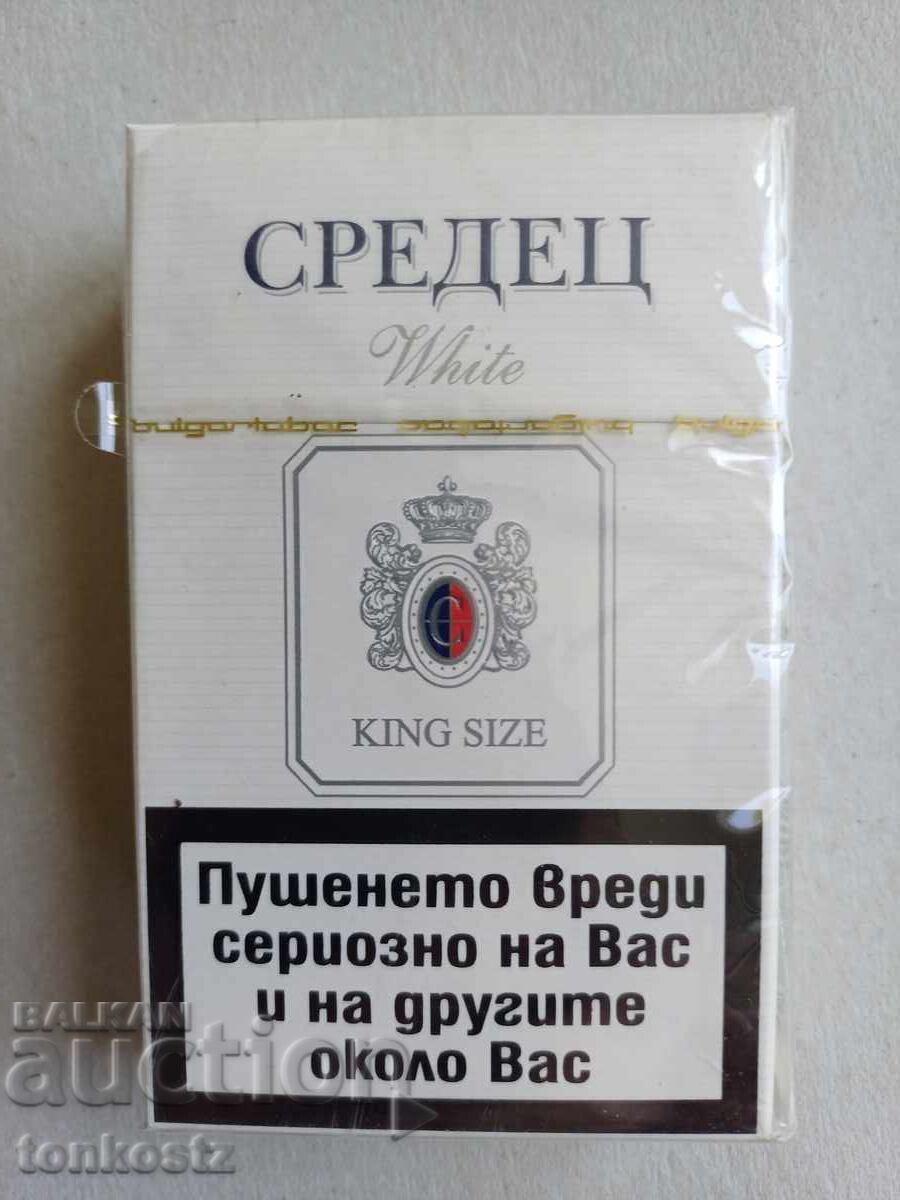 СРЕДЕЦ
White
bulgartabac
C
KING SIZE
Пушенето вреди
сериозно на Вас
и на другите
около Вас
BALKAN
auction
tonkostz